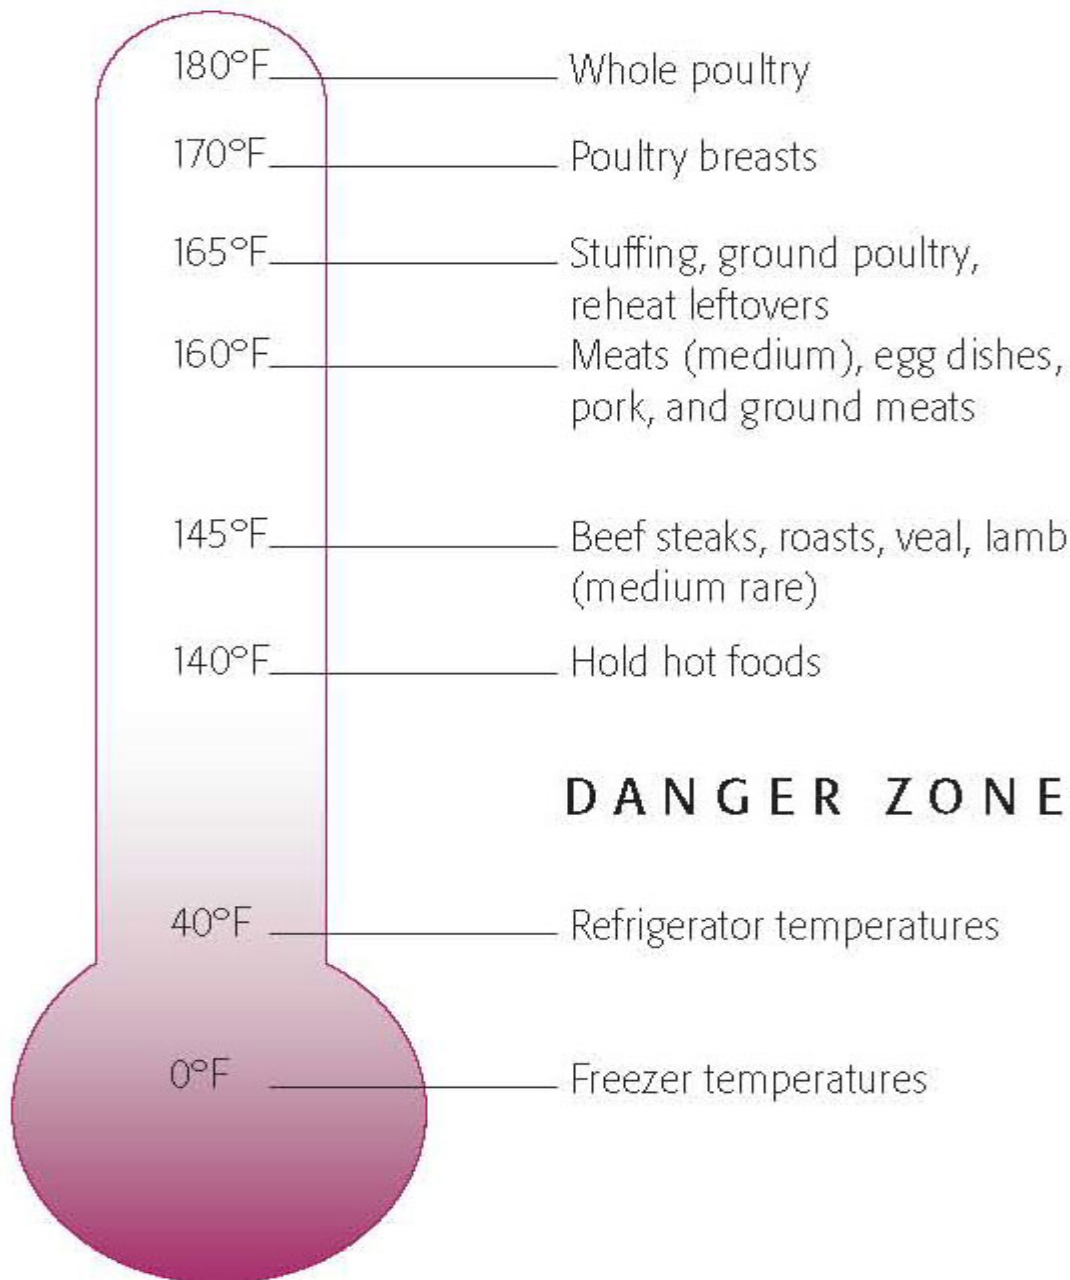 180°F Whole poultry
170°F Poultry breasts
165°F Stuffing, ground poultry,
reheat leftovers
160°F Meats (medium), egg dishes,
pork, and ground meats
145°F Beef steaks, roasts, veal, lamb
(medium rare)
140°F Hold hot foods
DANGER ZONE
40°F Refrigerator temperatures
0°F Freezer temperatures